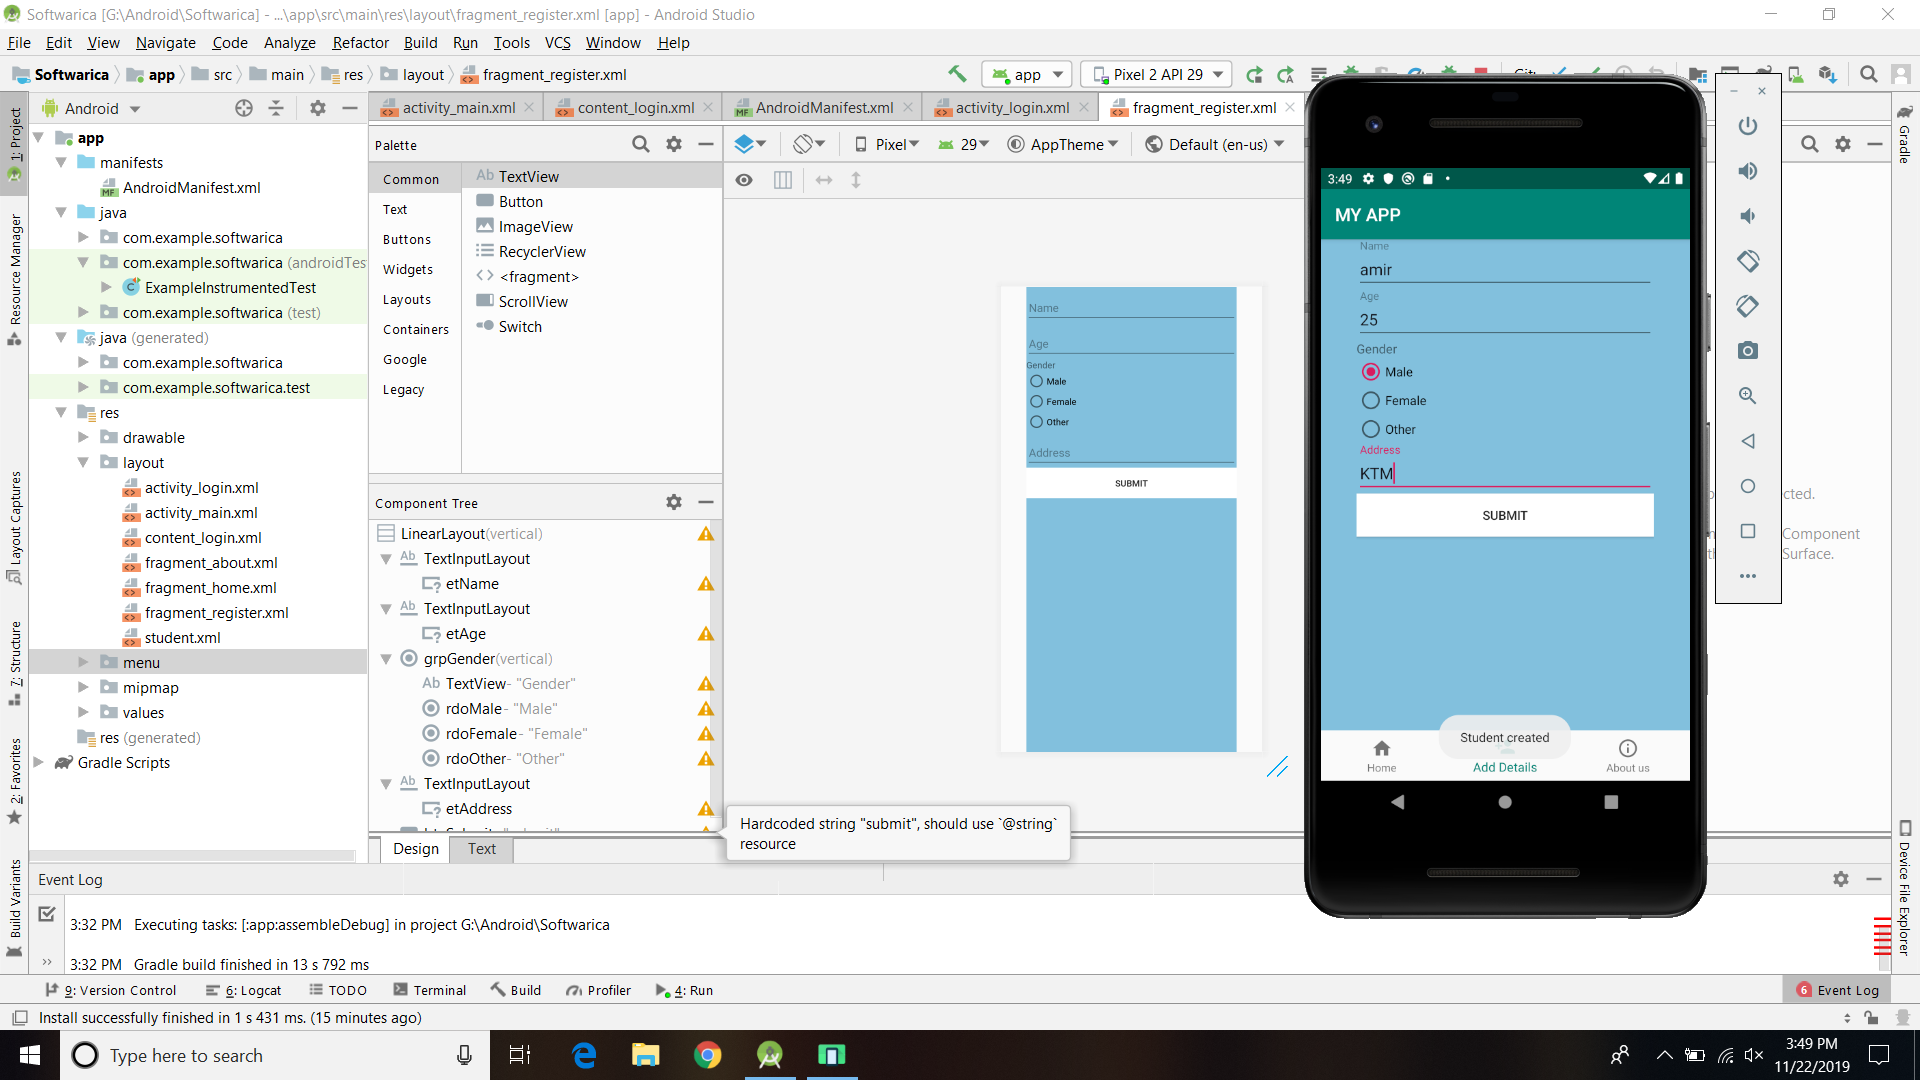 Softwarica [G:\Android\Softwarica] - ...\app\src\main\res\layout\fragment_register.xml [app] - Android Studio
File Edit View Navigate Code Analyze Refactor Build Run Tools VCS Window Help
Softwarica app src main res layout fragment_register.xml
app Pixel 2 API 29
Android
activity_main.xml content_login.xml AndroidManifest.xml activity_login.xml fragment_register.xml
1: Project
Resource Manager
Layout Captures
7: Structure
2: Favorites
Build Variants
app
manifests
AndroidManifest.xml
java
com.example.softwarica
com.example.softwarica (androidTes
ExampleInstrumentedTest
com.example.softwarica (test)
java (generated)
com.example.softwarica
com.example.softwarica.test
res
drawable
layout
activity_login.xml
activity_main.xml
content_login.xml
fragment_about.xml
fragment_home.xml
fragment_register.xml
student.xml
menu
mipmap
values
res (generated)
Gradle Scripts
Palette
Common
Text
Buttons
Widgets
Layouts
Containers
Google
Legacy
Ab TextView
Button
ImageView
RecyclerView
<fragment>
ScrollView
Switch
Component Tree
LinearLayout(vertical)
Ab TextInputLayout
etName
Ab TextInputLayout
etAge
grpGender(vertical)
Ab TextView- "Gender"
rdoMale- "Male"
rdoFemale- "Female"
rdoOther- "Other"
Ab TextInputLayout
etAddress
Design Text
Pixel 29 AppTheme Default (en-us)
Name
Age
Gender
Male
Female
Other
Address
SUBMIT
Hardcoded string "submit", should use `@string`
resource
3:49
MY APP
Name
amir
Age
25
Gender
Male
Female
Other
Address
KTM
SUBMIT
Student created
Home
Add Details
About us
cted.
Component
Surface.
Gradle
Device File Explorer
Event Log
3:32 PM Executing tasks: [:app:assembleDebug] in project G:\Android\Softwarica
3:32 PM Gradle build finished in 13 s 792 ms
9: Version Control 6: Logcat TODO Terminal Build Profiler 4: Run
6 Event Log
Install successfully finished in 1 s 431 ms. (15 minutes ago)
Type here to search
3:49 PM
11/22/2019